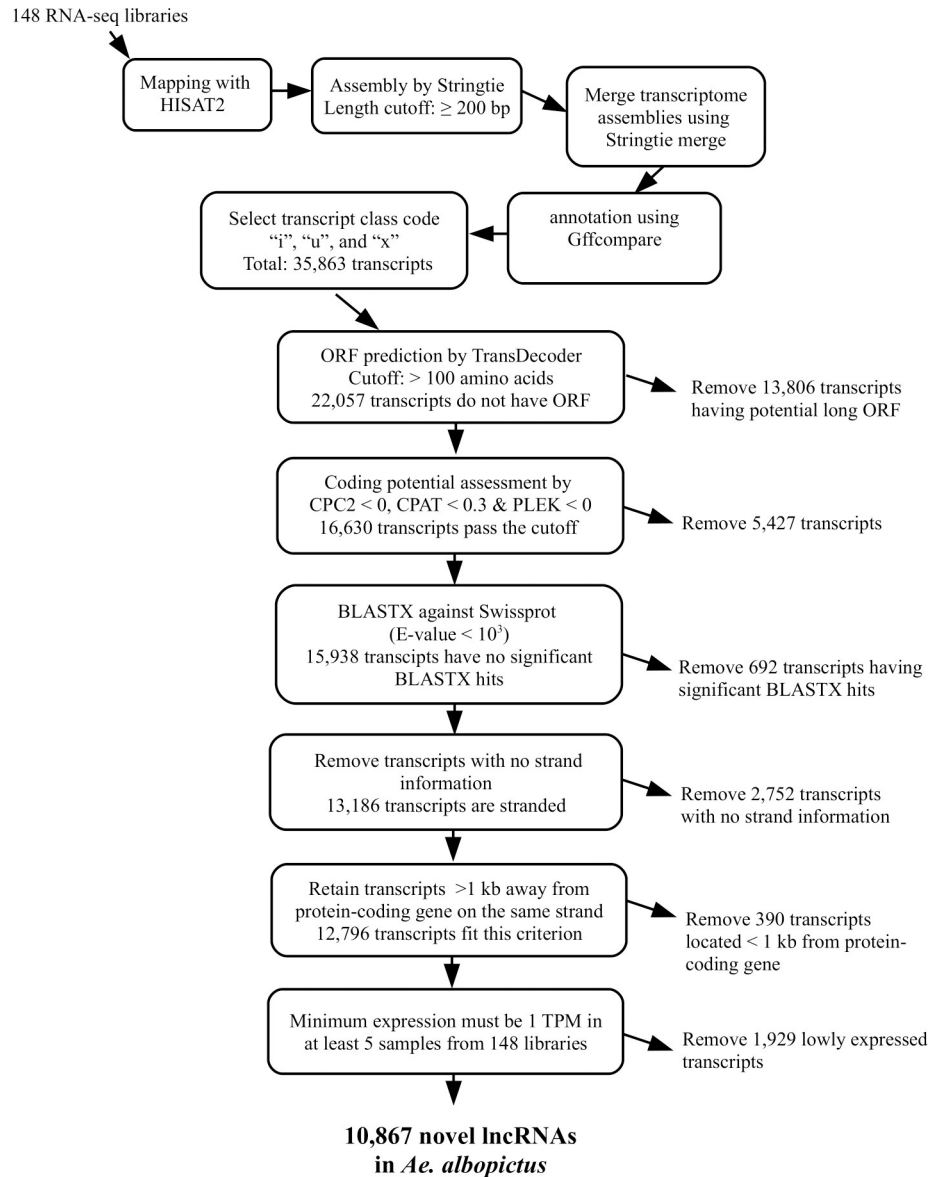 148 RNA-seq libraries
Mapping with
HISAT2
Assembly by Stringtie
Length cutoff: ≥ 200 bp
Merge transcriptome
assemblies using
Stringtie merge
annotation using
Gffcompare
Select transcript class code
“i”, “u”, and “x”
Total: 35,863 transcripts
ORF prediction by TransDecoder
Cutoff: > 100 amino acids
22,057 transcripts do not have ORF
Remove 13,806 transcripts
having potential long ORF
Coding potential assessment by
CPC2 < 0, CPAT < 0.3 & PLEK < 0
16,630 transcripts pass the cutoff
Remove 5,427 transcripts
BLASTX against Swissprot
(E-value < 10³)
15,938 transcipts have no significant
BLASTX hits
Remove 692 transcripts having
significant BLASTX hits
Remove transcripts with no strand
information
13,186 transcripts are stranded
Remove 2,752 transcripts
with no strand information
Retain transcripts >1 kb away from
protein-coding gene on the same strand
12,796 transcripts fit this criterion
Remove 390 transcripts
located < 1 kb from protein-
coding gene
Minimum expression must be 1 TPM in
at least 5 samples from 148 libraries
Remove 1,929 lowly expressed
transcripts
10,867 novel lncRNAs
in Ae. albopictus